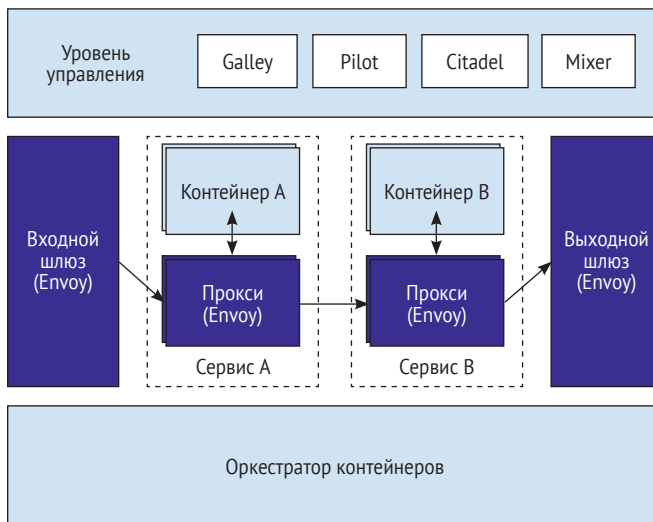 Уровень
управления
Galley
Pilot
Citadel
Mixer
Входной
шлюз
(Envoy)
Контейнер A
Прокси
(Envoy)
Сервис A
Контейнер B
Прокси
(Envoy)
Сервис B
Выходной
шлюз
(Envoy)
Оркестратор контейнеров